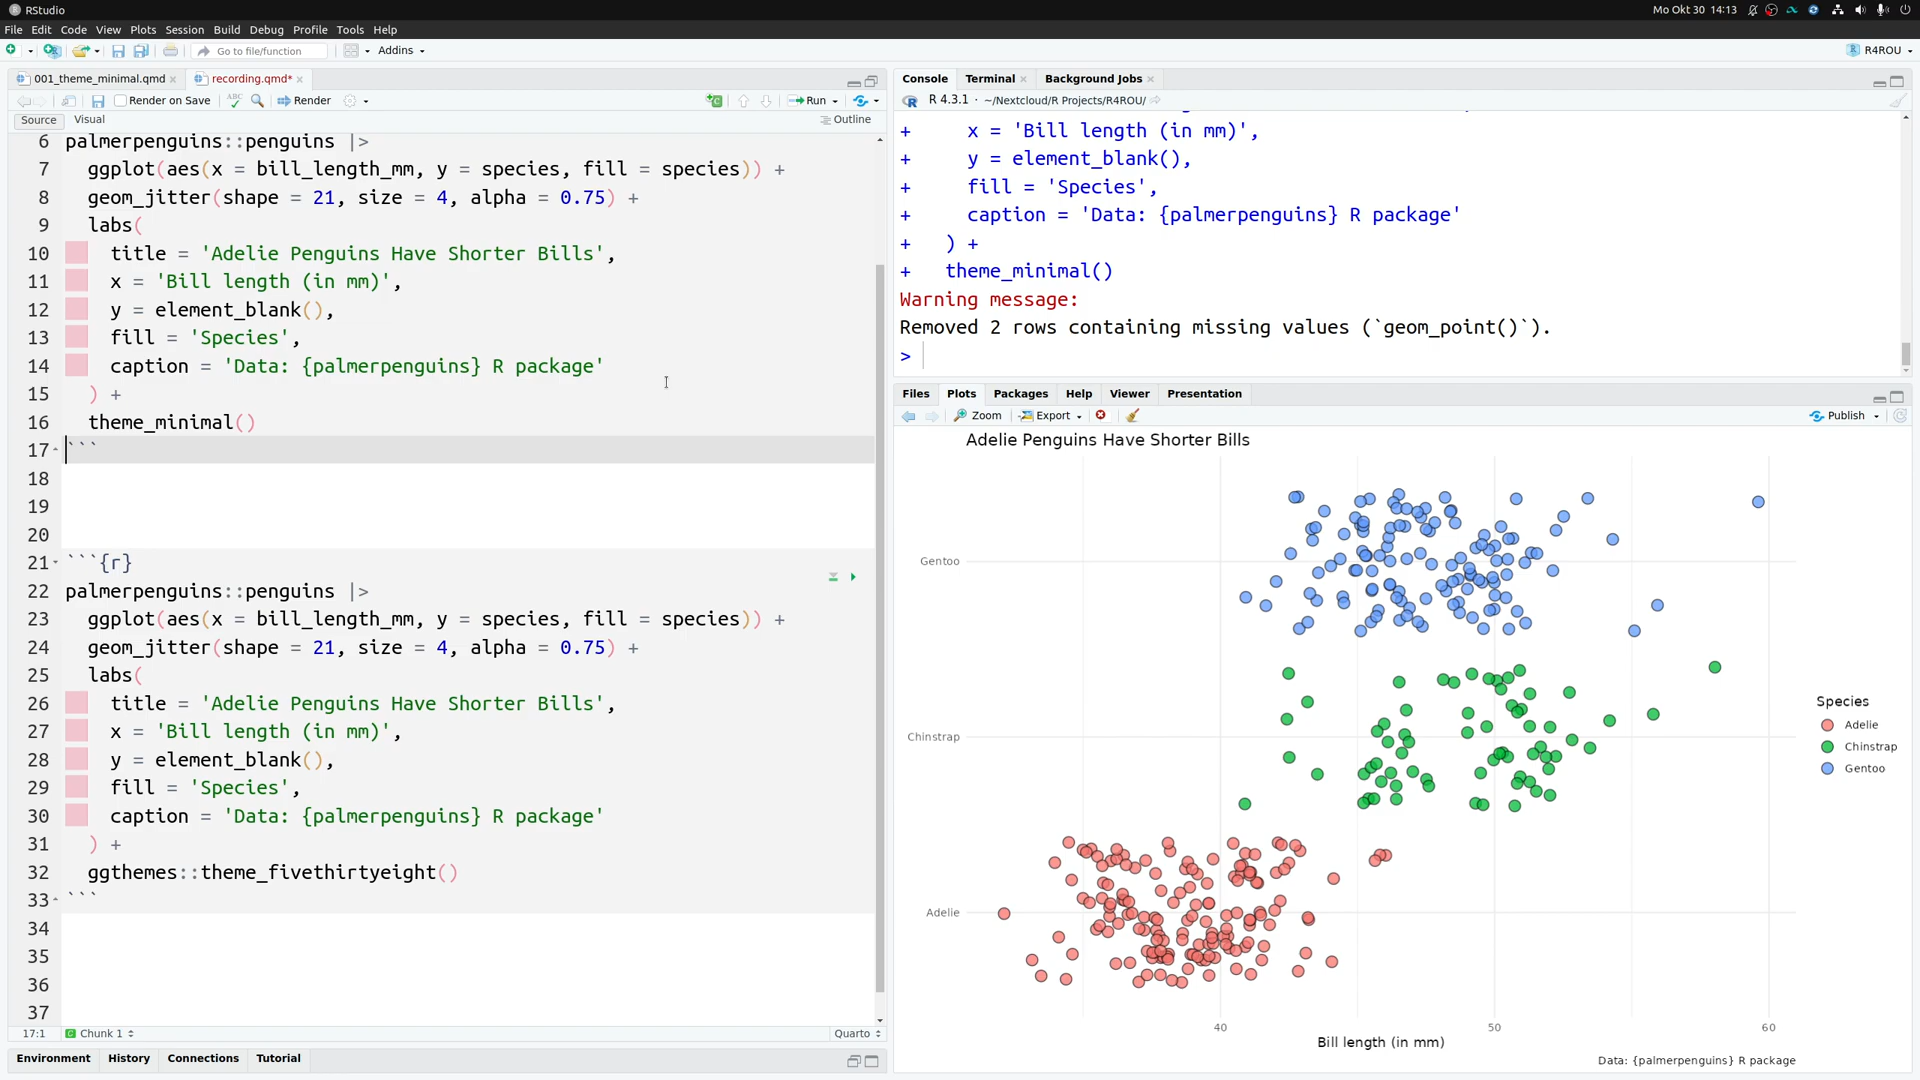 RStudio
Mo Okt 30 14:13
File Edit Code View Plots Session Build Debug Profile Tools Help
Go to file/function
Addins
R4ROU
001_theme_minimal.qmd
recording.qmd*
Render on Save
ABC
Render
Run
Source
Visual
Outline
6 palmerpenguins::penguins |>
7 ggplot(aes(x = bill_length_mm, y = species, fill = species)) +
8 geom_jitter(shape = 21, size = 4, alpha = 0.75) +
9 labs(
10 title = 'Adelie Penguins Have Shorter Bills',
11 x = 'Bill length (in mm)',
12 y = element_blank(),
13 fill = 'Species',
14 caption = 'Data: {palmerpenguins} R package'
15 ) +
16 theme_minimal()
17 ```
18
19
20
21 ```{r}
22 palmerpenguins::penguins |>
23 ggplot(aes(x = bill_length_mm, y = species, fill = species)) +
24 geom_jitter(shape = 21, size = 4, alpha = 0.75) +
25 labs(
26 title = 'Adelie Penguins Have Shorter Bills',
27 x = 'Bill length (in mm)',
28 y = element_blank(),
29 fill = 'Species',
30 caption = 'Data: {palmerpenguins} R package'
31 ) +
32 ggthemes::theme_fivethirtyeight()
33 ```
34
35
36
37
17:1 Chunk 1 Quarto
Environment History Connections Tutorial
Console Terminal Background Jobs
R 4.3.1 · ~/Nextcloud/R Projects/R4ROU/
+ x = 'Bill length (in mm)',
+ y = element_blank(),
+ fill = 'Species',
+ caption = 'Data: {palmerpenguins} R package'
+ ) +
+ theme_minimal()
Warning message:
Removed 2 rows containing missing values (`geom_point()`).
>
Files Plots Packages Help Viewer Presentation
Zoom Export Publish
Adelie Penguins Have Shorter Bills
Gentoo
Chinstrap
Adelie
40 50 60
Bill length (in mm)
Species
Adelie
Chinstrap
Gentoo
Data: {palmerpenguins} R package